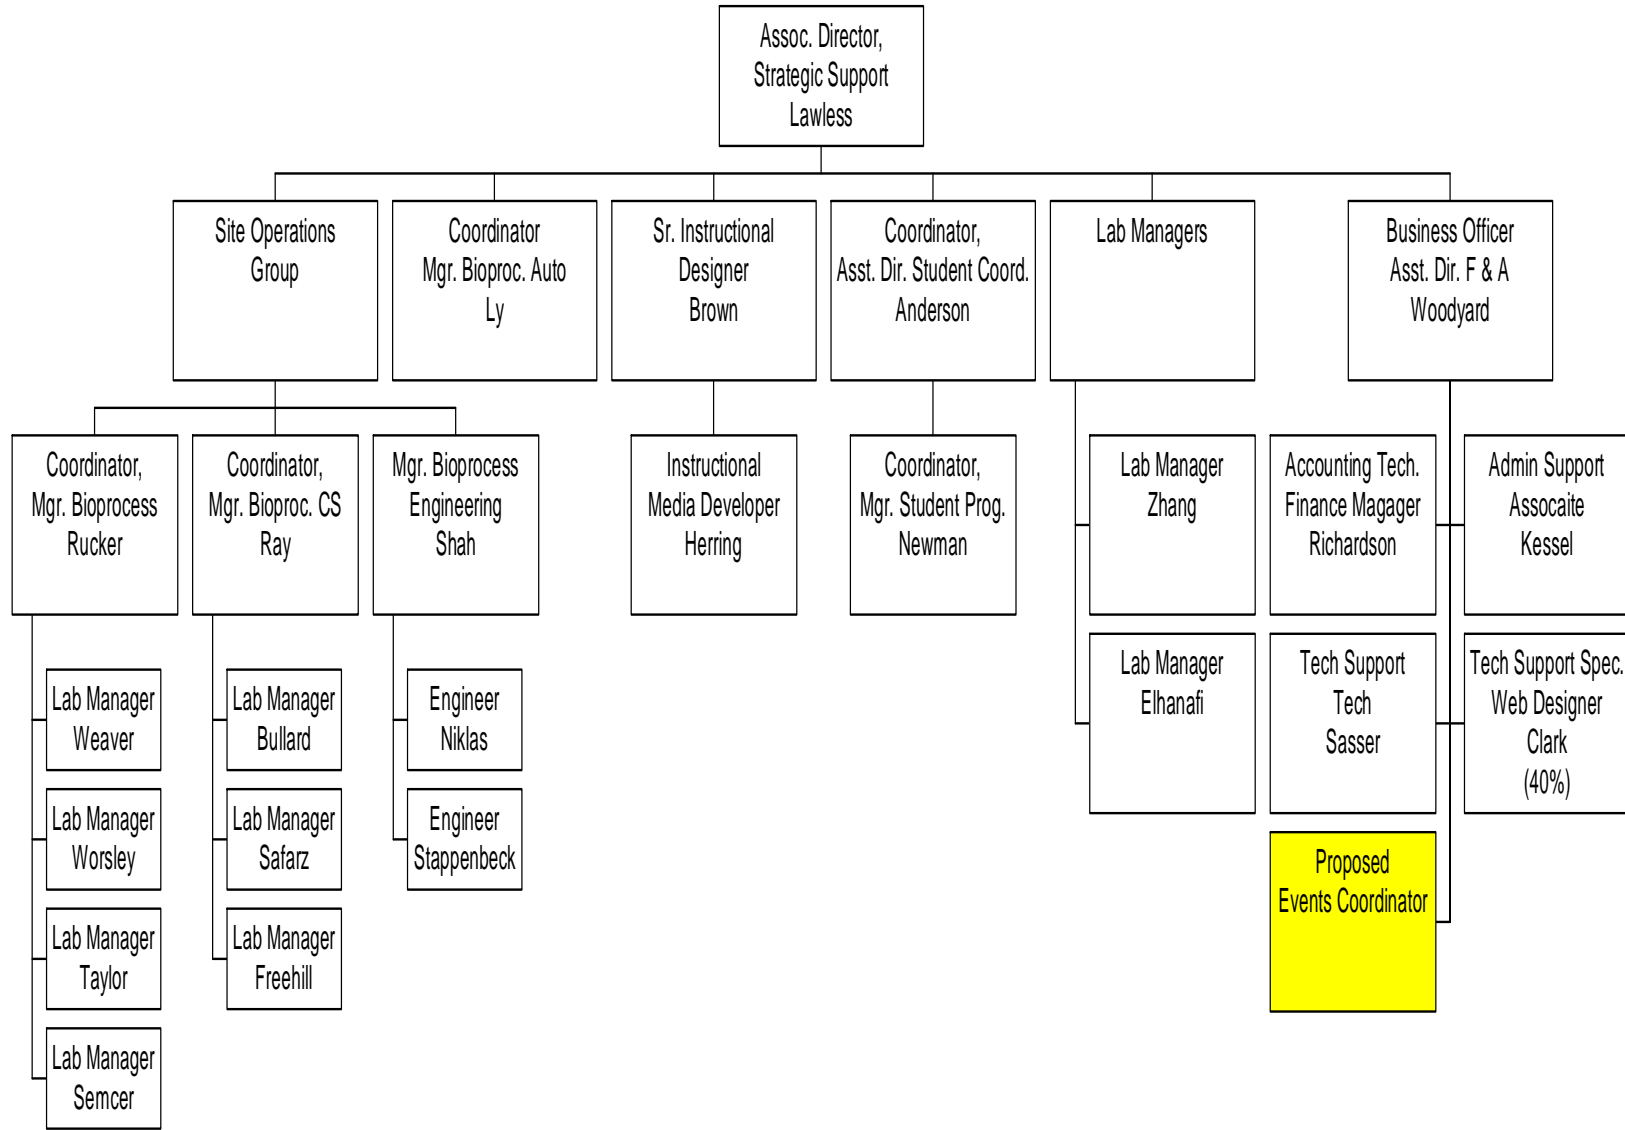 Assoc. Director,
Strategic Support
Lawless
Site Operations
Group
Coordinator
Mgr. Bioproc. Auto
Ly
Sr. Instructional
Designer
Brown
Coordinator,
Asst. Dir. Student Coord.
Anderson
Lab Managers
Business Officer
Asst. Dir. F & A
Woodyard
Coordinator,
Mgr. Bioprocess
Rucker
Coordinator,
Mgr. Bioproc. CS
Ray
Mgr. Bioprocess
Engineering
Shah
Instructional
Media Developer
Herring
Coordinator,
Mgr. Student Prog.
Newman
Lab Manager
Zhang
Accounting Tech.
Finance Magager
Richardson
Admin Support
Assocaite
Kessel
Lab Manager
Elhanafi
Tech Support
Tech
Sasser
Tech Support Spec.
Web Designer
Clark
(40%)
Lab Manager
Weaver
Lab Manager
Bullard
Engineer
Niklas
Lab Manager
Worsley
Lab Manager
Safarz
Engineer
Stappenbeck
Proposed
Events Coordinator
Lab Manager
Taylor
Lab Manager
Freehill
Lab Manager
Semcer